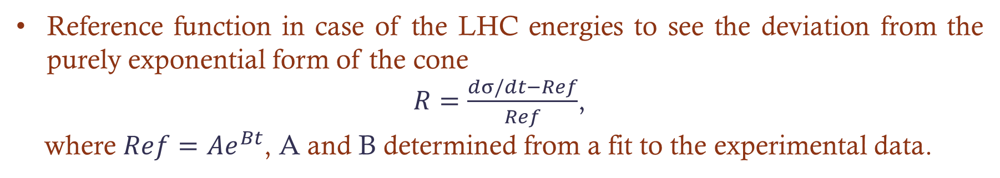 • Reference function in case of the LHC energies to see the deviation from the
purely exponential form of the cone
R = \frac{dσ/dt−Ref}{Ref},
where Ref = Ae^{Bt}, A and B determined from a fit to the experimental data.